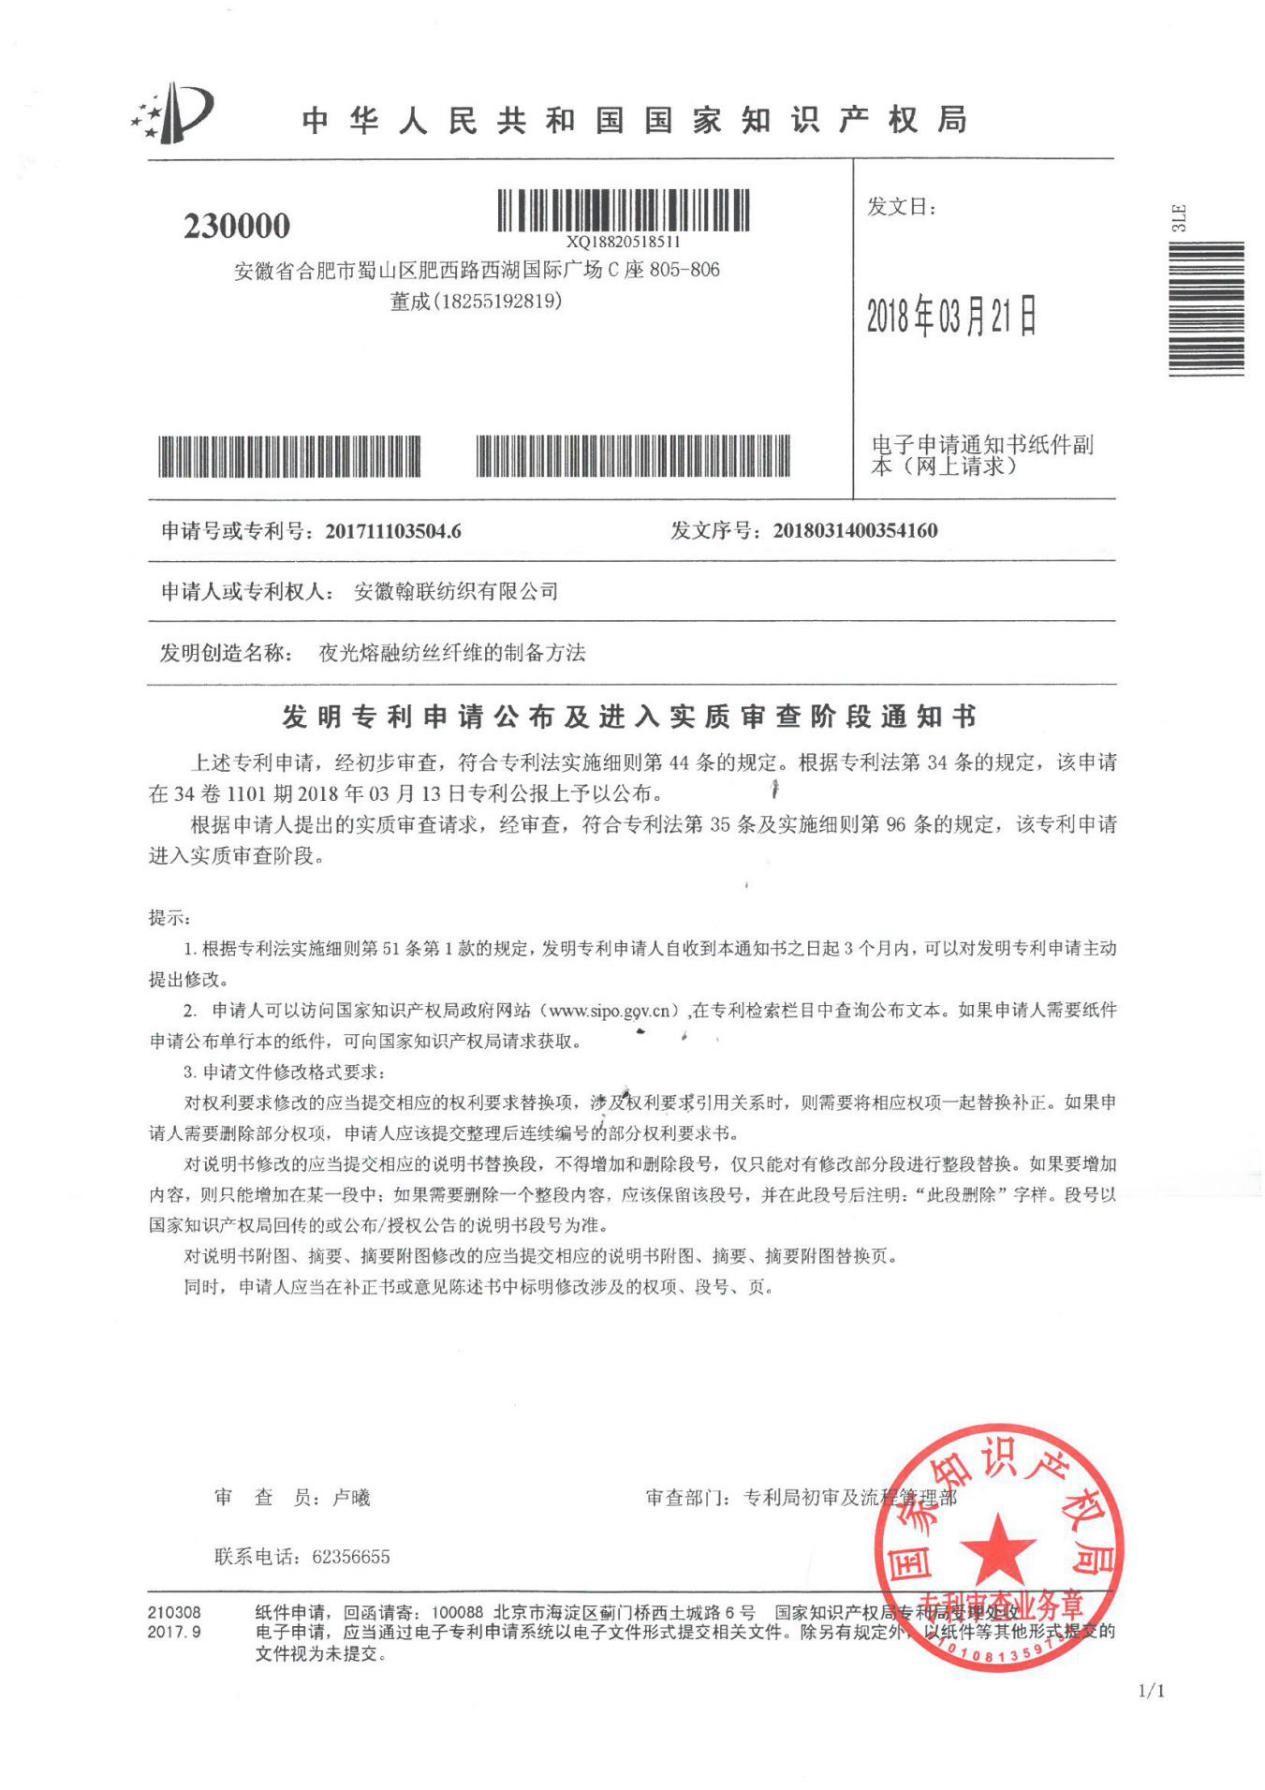 中华人民共和国国家知识产权局
230000
XQ18820518511
安徽省合肥市蜀山区肥西路西湖国际广场 C 座 805-806
董成(18255192819)
发文日：
2018年03月21日
3LE
电子申请通知书纸件副
本（网上请求）
申请号或专利号：201711103504.6
发文序号：2018031400354160
申请人或专利权人： 安徽翰联纺织有限公司
发明创造名称： 夜光熔融纺丝纤维的制备方法
发明专利申请公布及进入实质审查阶段通知书
上述专利申请，经初步审查，符合专利法实施细则第 44 条的规定。根据专利法第 34 条的规定，该申请
在 34 卷 1101 期 2018 年 03 月 13 日专利公报上予以公布。
根据申请人提出的实质审查请求，经审查，符合专利法第 35 条及实施细则第 96 条的规定，该专利申请
进入实质审查阶段。
提示：
1. 根据专利法实施细则第 51 条第 1 款的规定，发明专利申请人自收到本通知书之日起 3 个月内，可以对发明专利申请主动
提出修改。
2. 申请人可以访问国家知识产权局政府网站（www.sipo.gov.cn）,在专利检索栏目中查询公布文本。如果申请人需要纸件
申请公布单行本的纸件，可向国家知识产权局请求获取。
3. 申请文件修改格式要求：
对权利要求修改的应当提交相应的权利要求替换项，涉及权利要求引用关系时，则需要将相应权项一起替换补正。如果申
请人需要删除部分权项，申请人应该提交整理后连续编号的部分权利要求书。
对说明书修改的应当提交相应的说明书替换段，不得增加和删除段号，仅只能对有修改部分段进行整段替换。如果要增加
内容，则只能增加在某一段中；如果需要删除一个整段内容，应该保留该段号，并在此段号后注明：“此段删除”字样。段号以
国家知识产权局回传的或公布/授权公告的说明书段号为准。
对说明书附图、摘要、摘要附图修改的应当提交相应的说明书附图、摘要、摘要附图替换页。
同时，申请人应当在补正书或意见陈述书中标明修改涉及的权项、段号、页。
审 查 员：卢曦
审查部门：专利局初审及流程管理部
联系电话：62356655
国家知识产权局
专利审查业务章
210308
2017.9
纸件申请，回函请寄：100088 北京市海淀区蓟门桥西土城路 6 号 国家知识产权局专利局受理处收
电子申请，应当通过电子专利申请系统以电子文件形式提交相关文件。除另有规定外，以纸件等其他形式提交的
文件视为未提交。
1/1